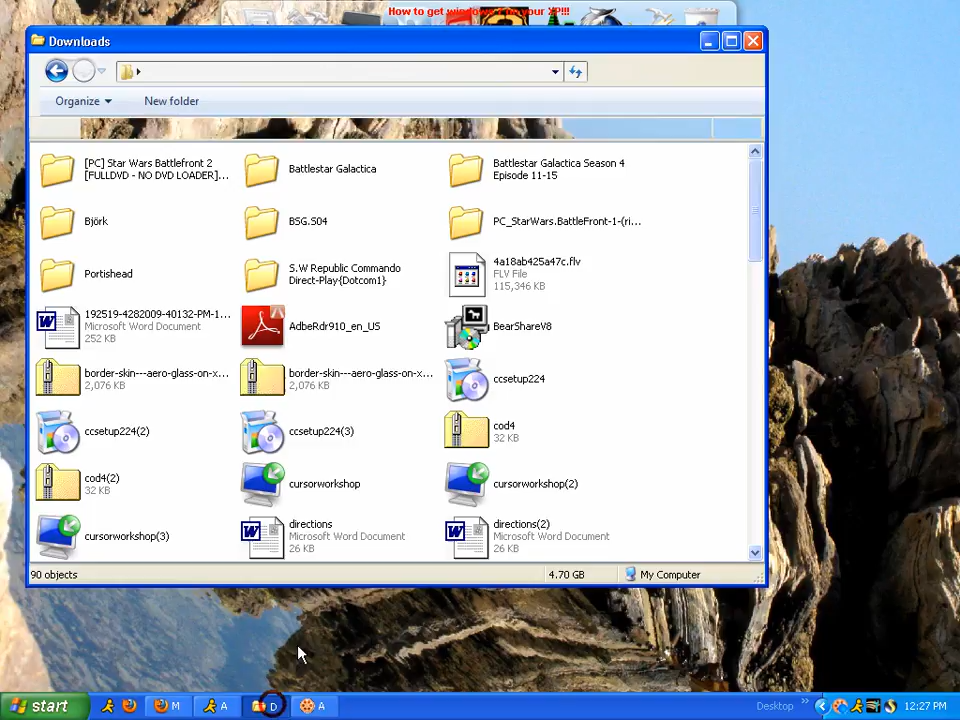 How to get windows 7 on your XP!!!
Downloads
Organize
New folder
[PC] Star Wars Battlefront 2
[FULLDVD - NO DVD LOADER]...
Battlestar Galactica
Battlestar Galactica Season 4
Episode 11-15
Björk
BSG.S04
PC_StarWars.BattleFront-1-(ri...
Portishead
S.W Republic Commando
Direct-Play{Dotcom1}
4a18ab425a47c.flv
FLV File
115,346 KB
192519-4282009-40132-PM-1...
Microsoft Word Document
252 KB
AdbeRdr910_en_US
BearShareV8
border-skin---aero-glass-on-x...
2,076 KB
border-skin---aero-glass-on-x...
2,076 KB
ccsetup224
ccsetup224(2)
ccsetup224(3)
cod4
32 KB
cod4(2)
32 KB
cursorworkshop
cursorworkshop(2)
cursorworkshop(3)
directions
Microsoft Word Document
26 KB
directions(2)
Microsoft Word Document
26 KB
90 objects
4.70 GB
My Computer
start
M
A
D
A
Desktop
12:27 PM